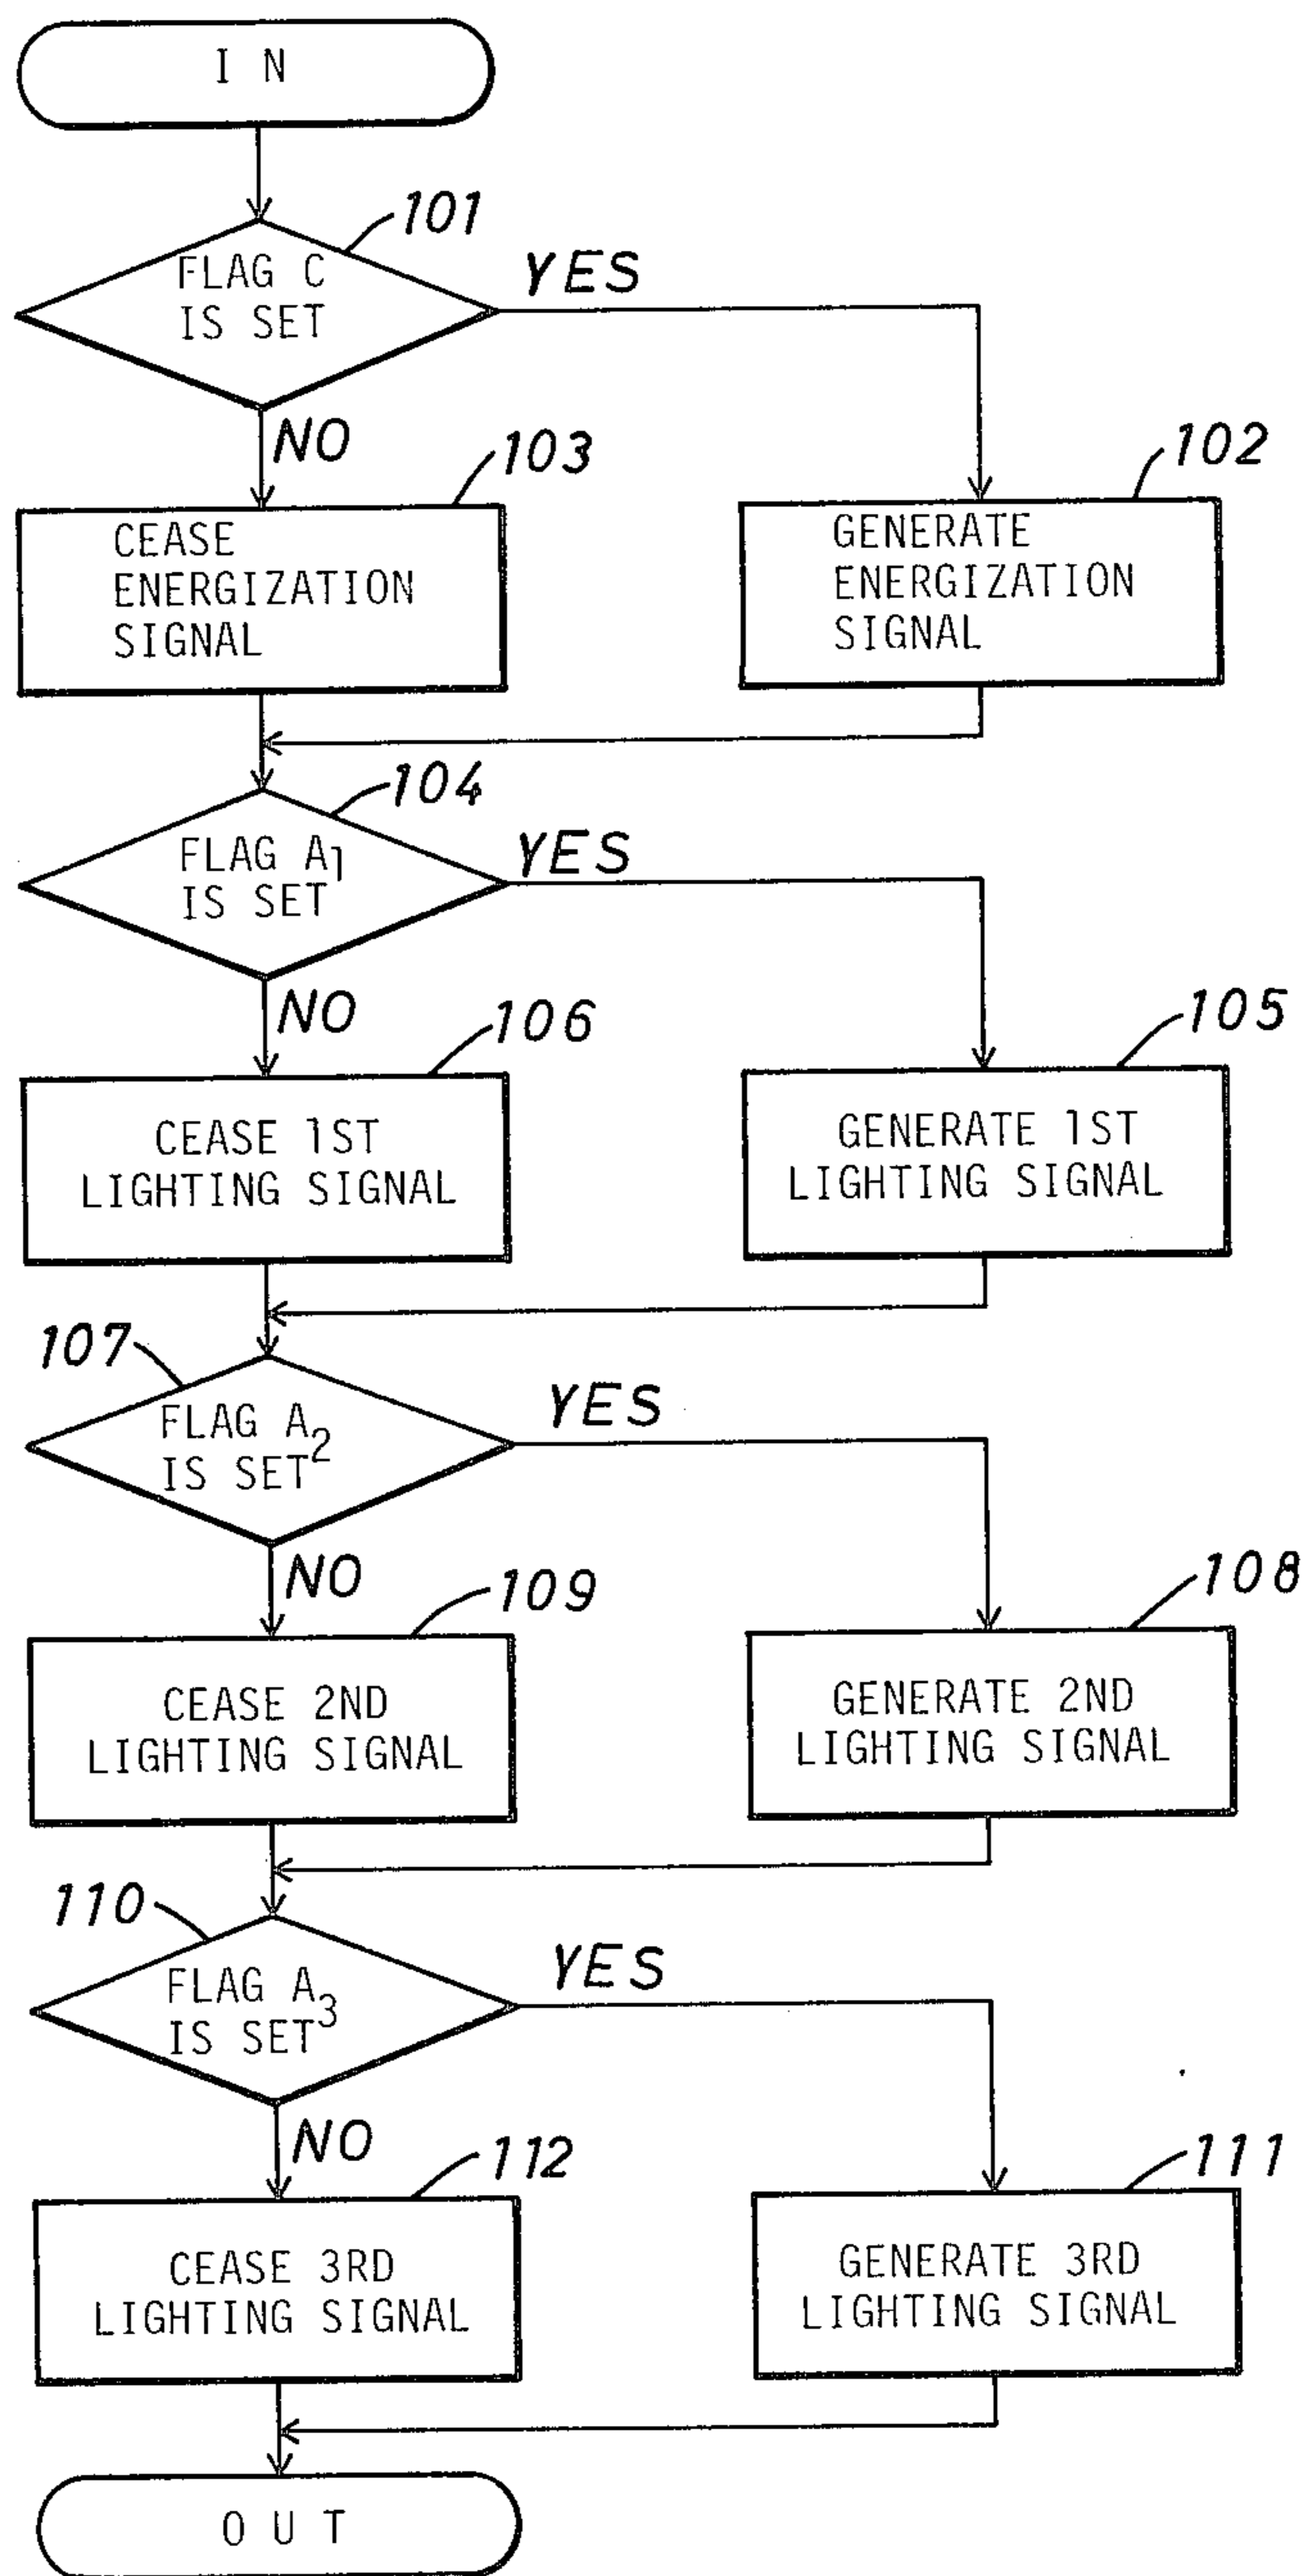 I N
101
FLAG C
IS SET
YES
NO
103
102
CEASE
ENERGIZATION
SIGNAL
GENERATE
ENERGIZATION
SIGNAL
104
FLAG A1
IS SET
YES
NO
106
105
CEASE 1ST
LIGHTING SIGNAL
GENERATE 1ST
LIGHTING SIGNAL
107
FLAG A2
IS SET
YES
NO
109
108
CEASE 2ND
LIGHTING SIGNAL
GENERATE 2ND
LIGHTING SIGNAL
110
FLAG A3
IS SET
YES
NO
112
111
CEASE 3RD
LIGHTING SIGNAL
GENERATE 3RD
LIGHTING SIGNAL
O U T